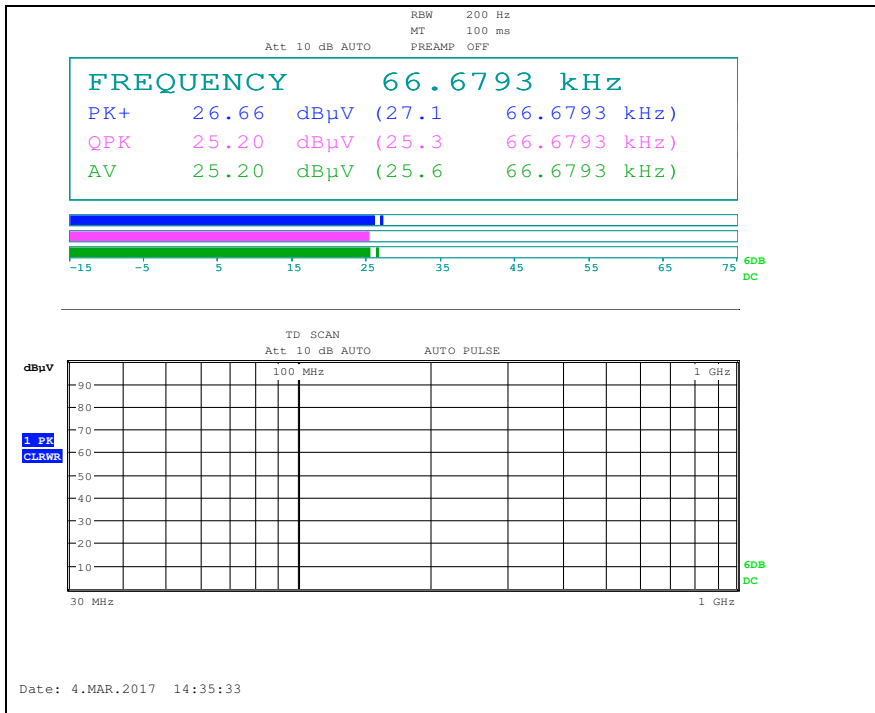 RBW 200 Hz
MT 100 ms
Att 10 dB AUTO PREAMP OFF
FREQUENCY 66.6793 kHz
PK+ 26.66 dBµV (27.1 66.6793 kHz)
QPK 25.20 dBµV (25.3 66.6793 kHz)
AV 25.20 dBµV (25.6 66.6793 kHz)
-15 -5 5 15 25 35 45 55 65 75
6DB
DC
TD SCAN
Att 10 dB AUTO AUTO PULSE
dBµV
100 MHz 1 GHz
90
80
70
1 PK
CLRWR
60
50
40
30
20
10
6DB
DC
30 MHz 1 GHz
Date: 4.MAR.2017 14:35:33